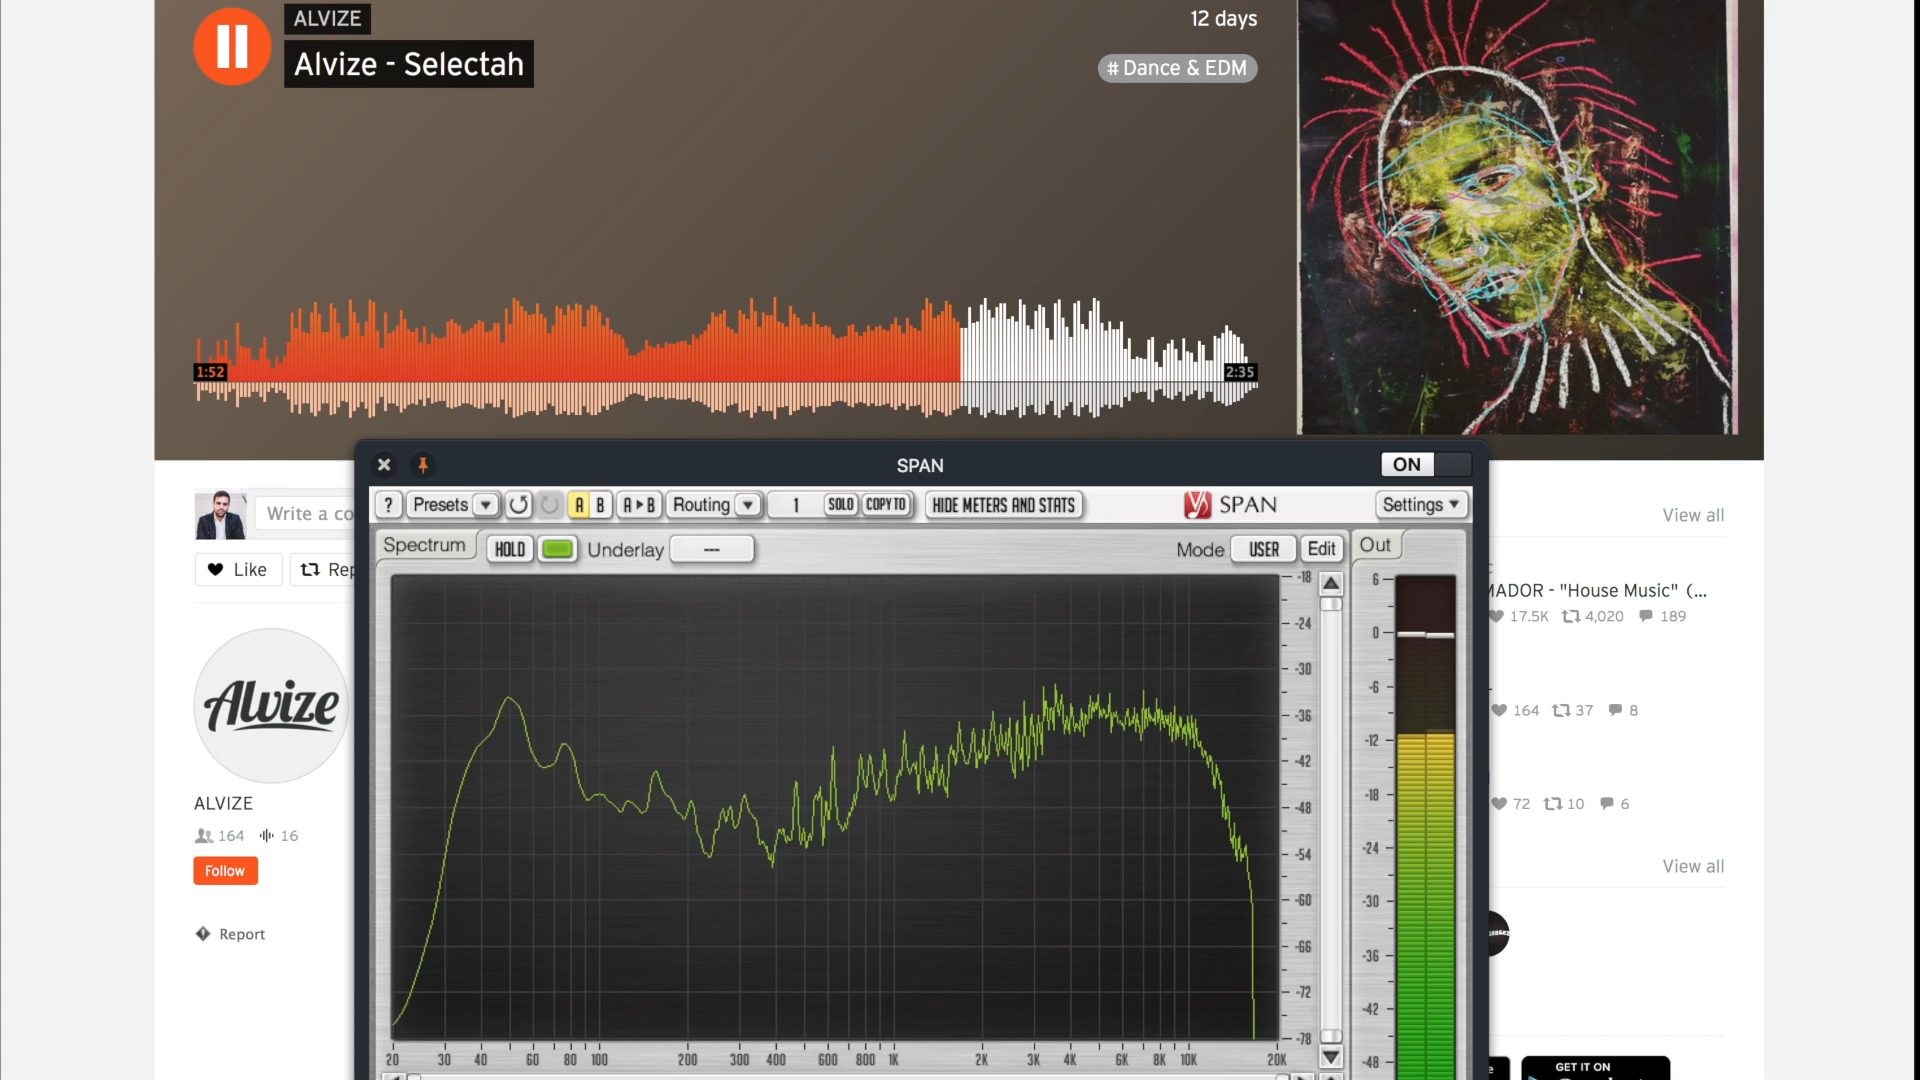 ALVIZE
12 days
Alvize - Selectah
# Dance & EDM
1:52
2:35
SPAN
ON
? Presets A B A▸B Routing 1 SOLO COPY TO HIDE METERS AND STATS SPAN Settings
Write a co
View all
Spectrum HOLD Underlay --- Mode USER Edit Out
Like
Rep
MADOR - "House Music" (...
17.5K 4,020 189
164 37 8
72 10 6
View all
Alvize
ALVIZE
164 16
Follow
Report
-18
-24
-30
-36
-42
-48
-54
-60
-66
-72
-78
6
0
-6
-12
-18
-24
-30
-36
-42
-48
20 30 40 60 80 100 200 300 400 600 800 1K 2K 3K 4K 6K 8K 10K 20K
GET IT ON